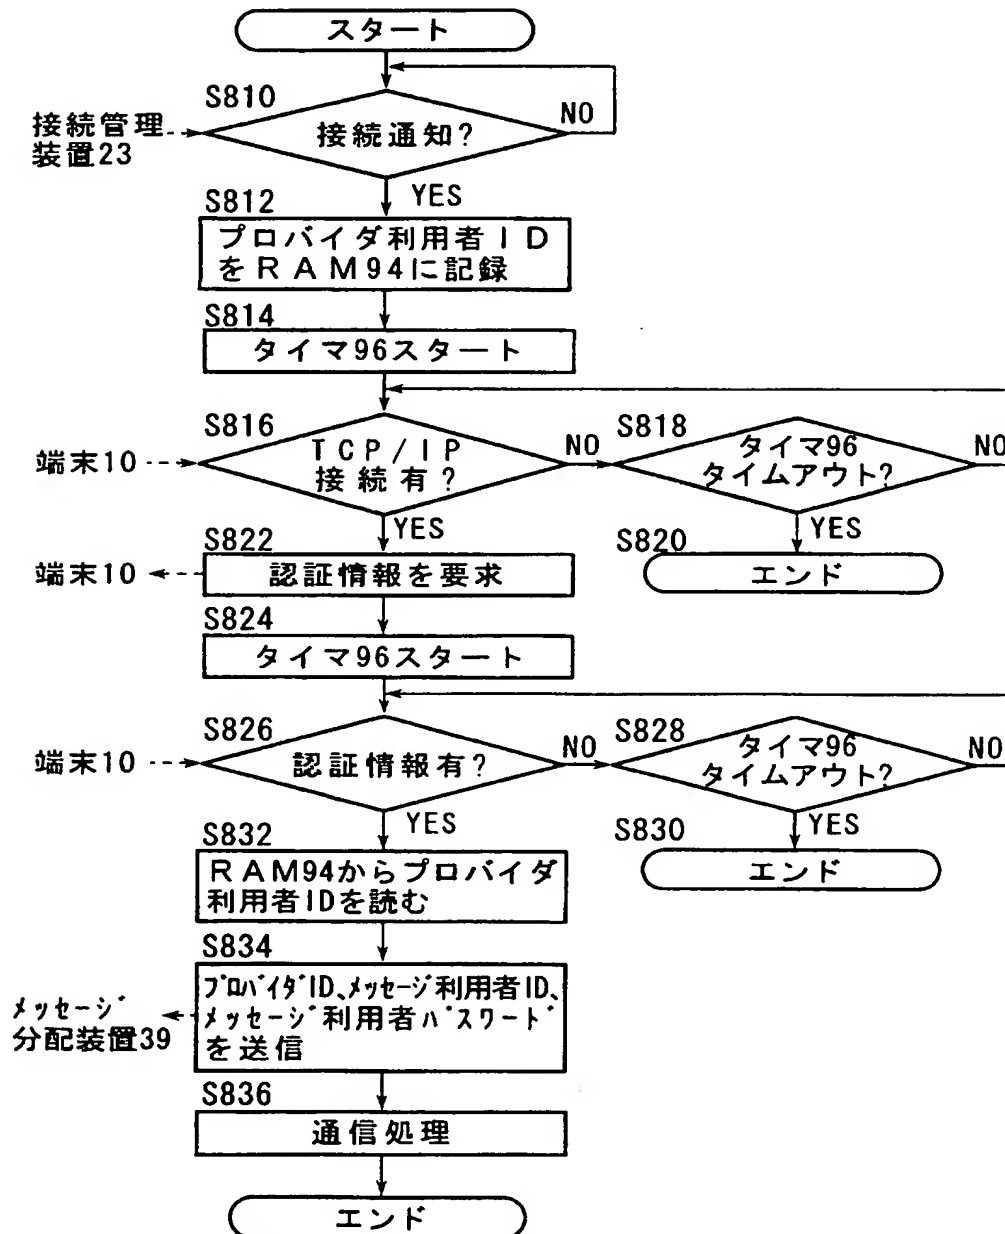 スタート
S810
NO
接続管理
装置23
接続通知?
YES
S812
プロバイダ利用者ID
をRAM94に記録
S814
タイマ96スタート
S816
TCP/IP
接続有?
端末10
NO
S818
タイマ96
タイムアウト?
NO
YES
YES
S820
エンド
S822
端末10
認証情報を要求
S824
タイマ96スタート
S826
端末10
認証情報有?
NO
S828
タイマ96
タイムアウト?
NO
YES
YES
S830
エンド
S832
RAM94からプロバイダ
利用者IDを読む
S834
プロバイダID、メッセージ利用者ID、
メッセージ利用者パスワード
を送信
メッセージ
分配装置39
S836
通信処理
エンド